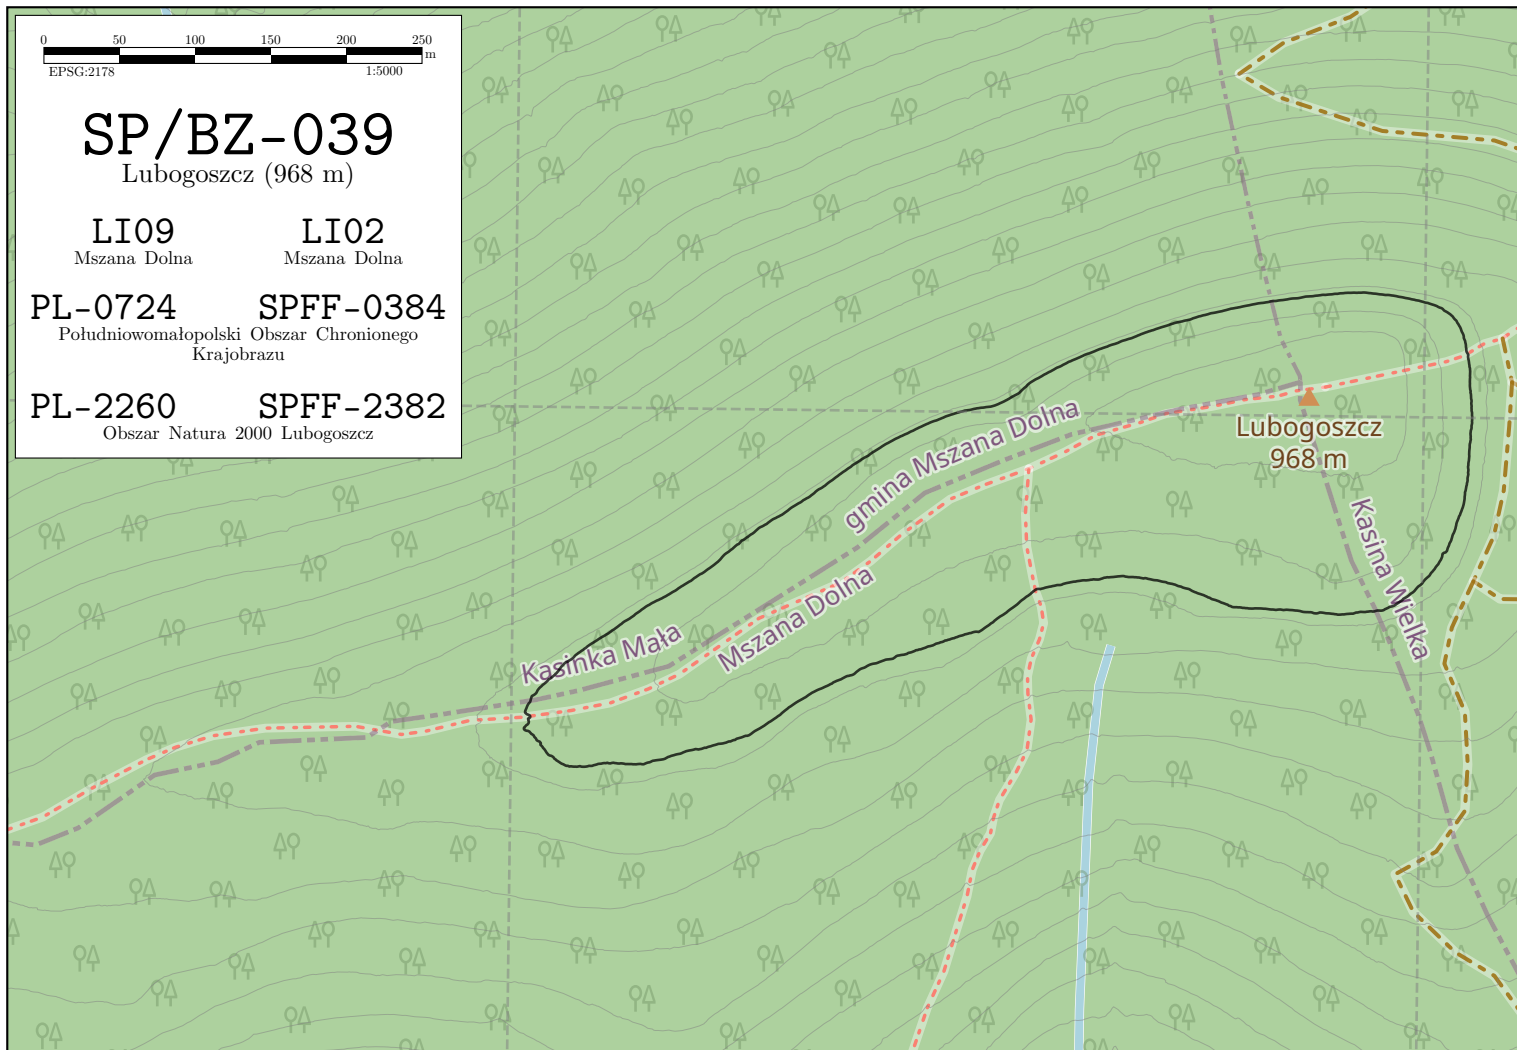 0 50 100 150 200 250
m
EPSG:2178 1:5000
SP/BZ-039
Lubogoszcz (968 m)
LI09 LI02
Mszana Dolna Mszana Dolna
PL-0724 SPFF-0384
Południowomałopolski Obszar Chronionego
Krajobrazu
PL-2260 SPFF-2382
Obszar Natura 2000 Lubogoszcz
gmina Mszana Dolna
Lubogoszcz
968 m
Kasina Wielka
Mszana Dolna
Kasinka Mała